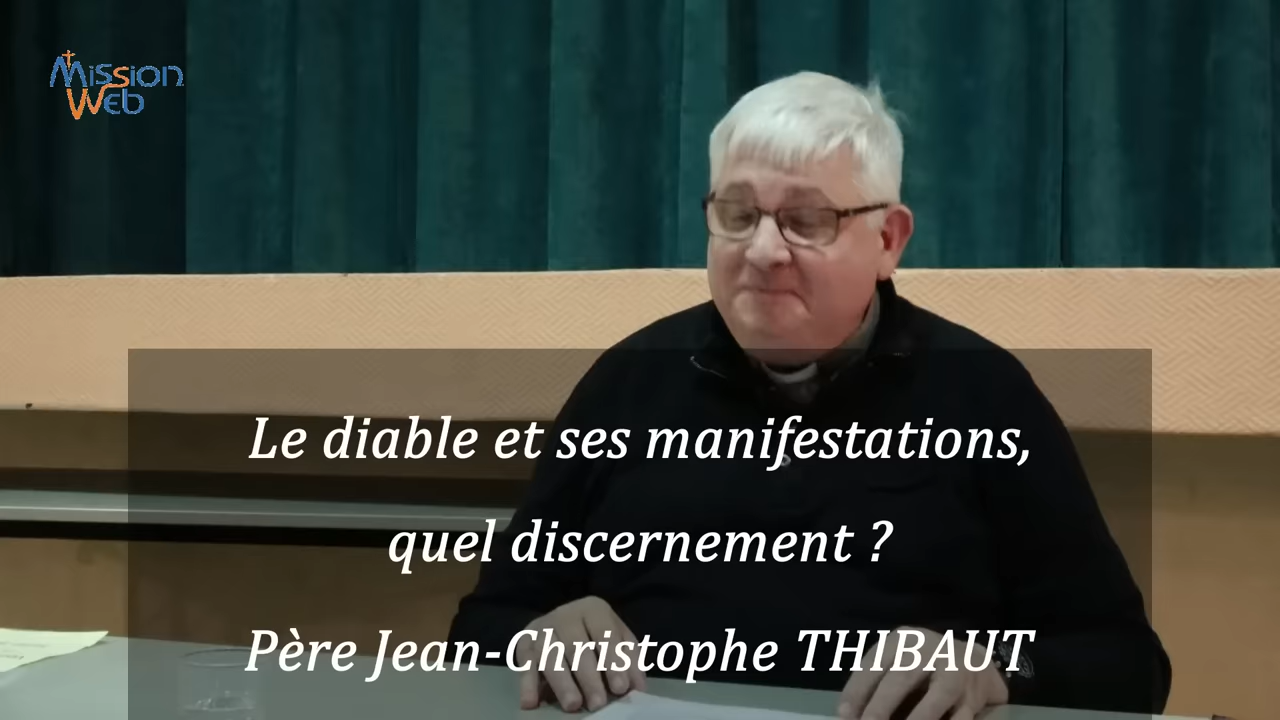 Mission
Web
Le diable et ses manifestations,
quel discernement ?
Père Jean-Christophe THIBAUT